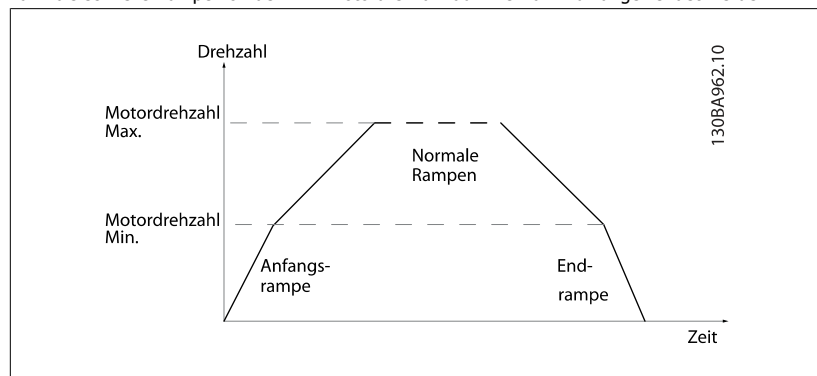 Drehzahl
130BA962.10
Motordrehzahl
Max.
Normale
Rampen
Motordrehzahl
Min.
Anfangs-
rampe
End-
rampe
Zeit